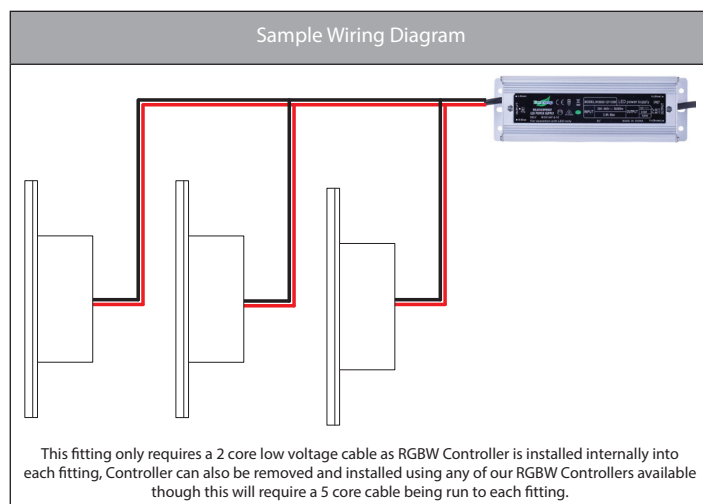 Sample Wiring Diagram
This fitting only requires a 2 core low voltage cable as RGBW Controller is installed internally into
each fitting, Controller can also be removed and installed using any of our RGBW Controllers available
though this will require a 5 core cable being run to each fitting.